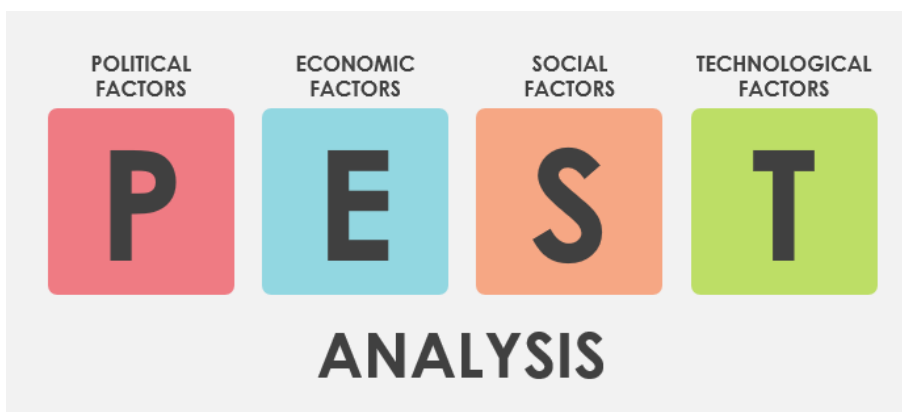 POLITICAL
FACTORS
ECONOMIC
FACTORS
SOCIAL
FACTORS
TECHNOLOGICAL
FACTORS
P E S T
ANALYSIS